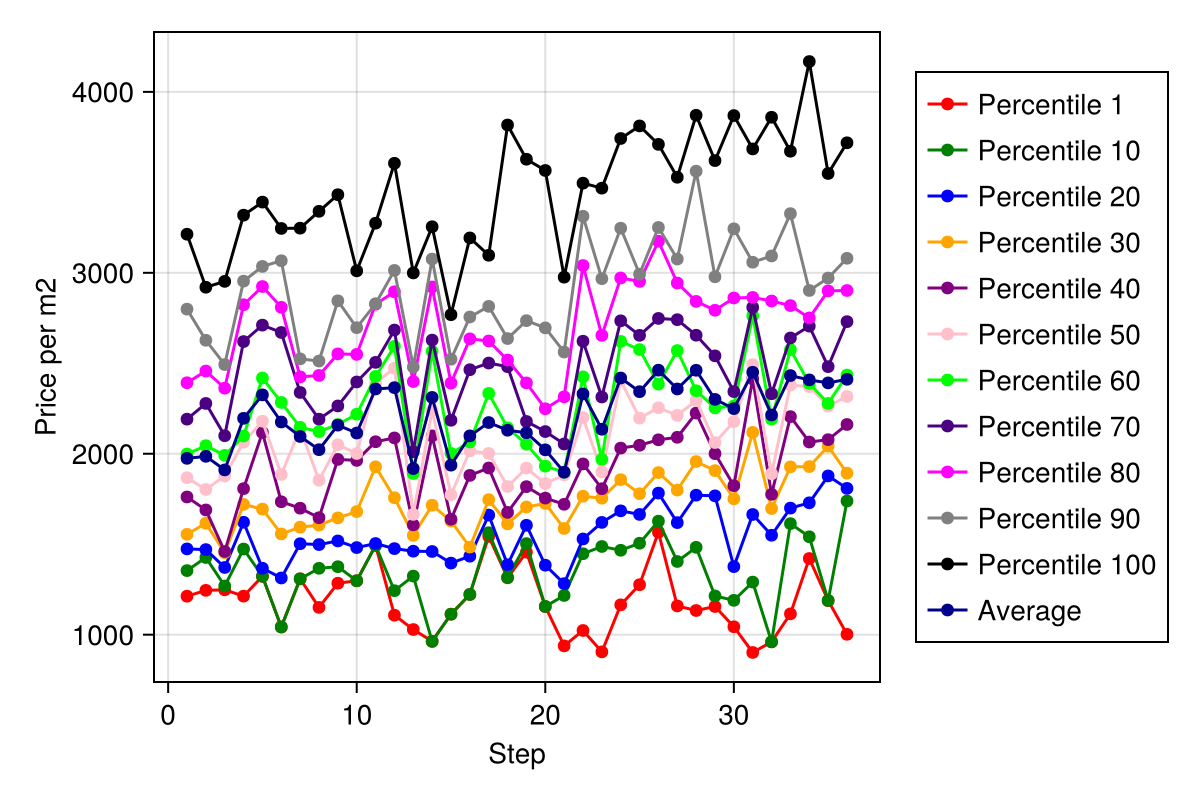 4000
3000
2000
1000
Price per m2
0 10 20 30
Step
Percentile 1
Percentile 10
Percentile 20
Percentile 30
Percentile 40
Percentile 50
Percentile 60
Percentile 70
Percentile 80
Percentile 90
Percentile 100
Average